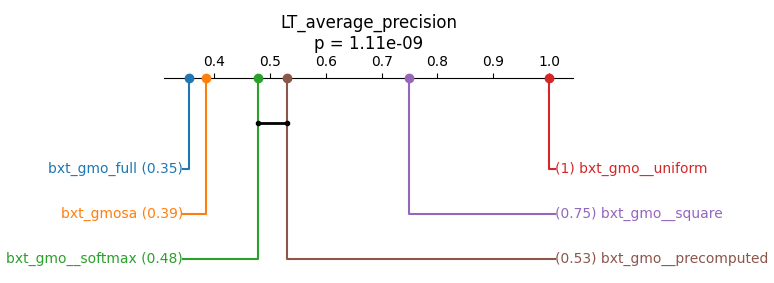 LT_average_precision
p = 1.11e-09
0.4 0.5 0.6 0.7 0.8 0.9 1.0
bxt_gmo_full (0.35)
(1) bxt_gmo__uniform
bxt_gmosa (0.39)
(0.75) bxt_gmo__square
bxt_gmo__softmax (0.48)
(0.53) bxt_gmo__precomputed